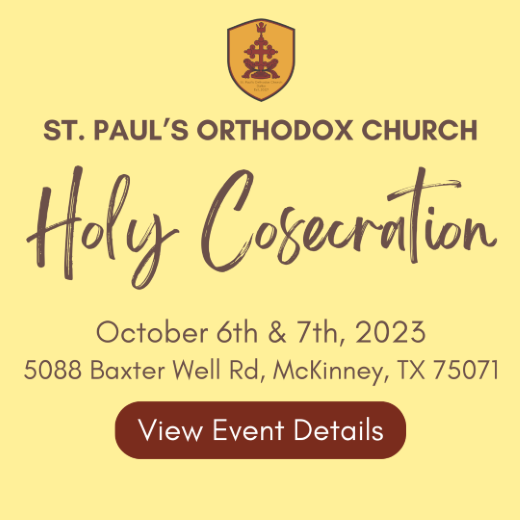 ST. PAUL’S ORTHODOX CHURCH
Holy Cosecration
October 6th & 7th, 2023
5088 Baxter Well Rd, McKinney, TX 75071
View Event Details